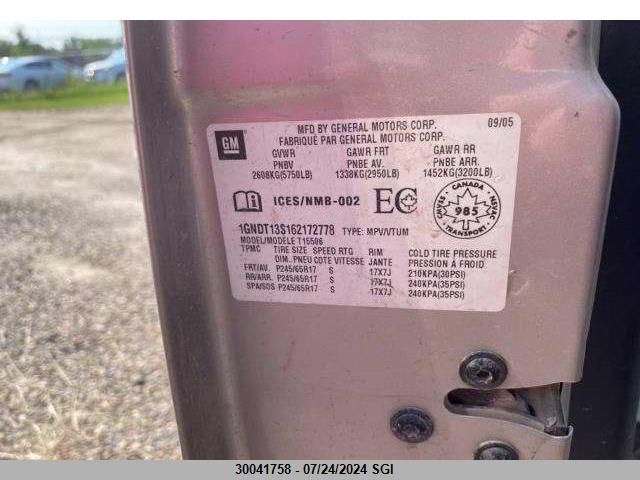 GM
MFD BY GENERAL MOTORS CORP. 09/05
FABRIQUÉ PAR GENERAL MOTORS CORP.
GVWR GAWR FRT GAWR RR
PNBV PNBE AV. PNBE ARR.
2608KG(5750LB) 1338KG(2950LB) 1452KG(3200LB)
ICES/NMB-002 EC
CANADA
985
TRANSPORT
1GNDT13S162172778 TYPE: MPV/VTUM
MODEL/MODÈLE T15506
TPMC TIRE SIZE SPEED RTG RIM COLD TIRE PRESSURE
DIM. PNEU COTE VITESSE JANTE PRESSION À FROID
FRT/AV. P245/65R17 S 17X7J 210KPA(30PSI)
RR/ARR. P245/65R17 S 17X7J 240KPA(35PSI)
SPA/SOS P245/65R17 S 17X7J 240KPA(35PSI)
30041758 - 07/24/2024 SGI